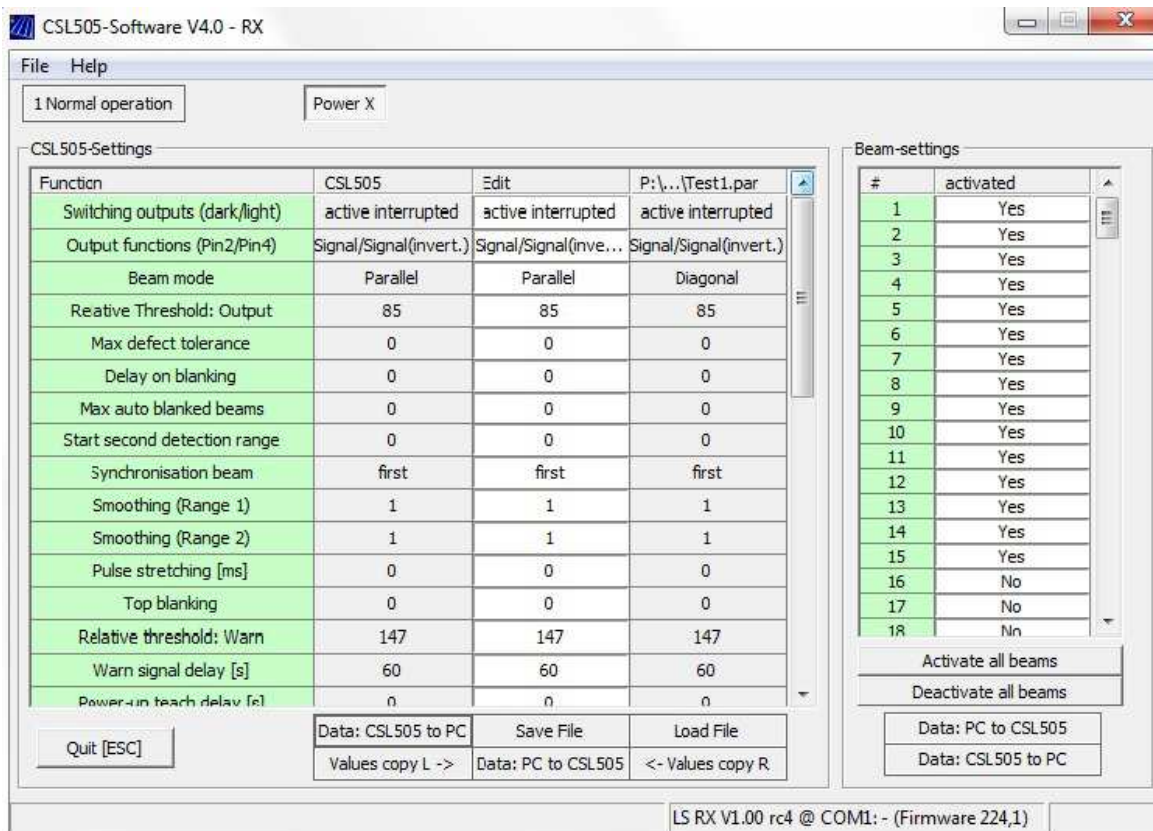 CSL505-Software V4.0 - RX
File Help
1 Normal operation Power X
CSL505-Settings
Function CSL505 Edit P:\...\Test1.par
Switching outputs (dark/light) active interrupted active interrupted active interrupted
Output functions (Pin2/Pin4) Signal/Signal(invert.) Signal/Signal(inve... Signal/Signal(invert.)
Beam mode Parallel Parallel Diagonal
Relative Threshold: Output 85 85 85
Max defect tolerance 0 0 0
Delay on blanking 0 0 0
Max auto blanked beams 0 0 0
Start second detection range 0 0 0
Synchronisation beam first first first
Smoothing (Range 1) 1 1 1
Smoothing (Range 2) 1 1 1
Pulse stretching [ms] 0 0 0
Top blanking 0 0 0
Relative threshold: Warn 147 147 147
Warn signal delay [s] 60 60 60
Power-up teach delay [s] 0 0 0
Quit [ESC]
Data: CSL505 to PC Save File Load File
Values copy L -> Data: PC to CSL505 <- Values copy R
Beam-settings
# activated
1 Yes
2 Yes
3 Yes
4 Yes
5 Yes
6 Yes
7 Yes
8 Yes
9 Yes
10 Yes
11 Yes
12 Yes
13 Yes
14 Yes
15 Yes
16 No
17 No
18 No
Activate all beams
Deactivate all beams
Data: PC to CSL505
Data: CSL505 to PC
LS RX V1.00 rc4 @ COM1: - (Firmware 224,1)